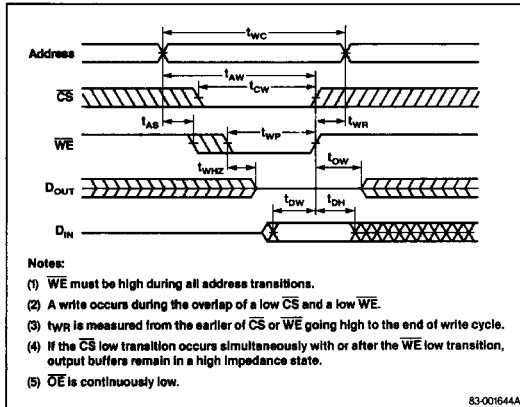 tWC
Address
tAW
tCW
CS
tAS
tWP
tWR
WE
tWHZ
tOW
DOUT
tDW
tDH
DIN
Notes:
(1) WE must be high during all address transitions.
(2) A write occurs during the overlap of a low CS and a low WE.
(3) tWR is measured from the earlier of CS or WE going high to the end of write cycle.
(4) If the CS low transition occurs simultaneously with or after the WE low transition,
output buffers remain in a high impedance state.
(5) OE is continuously low.
83-001644A